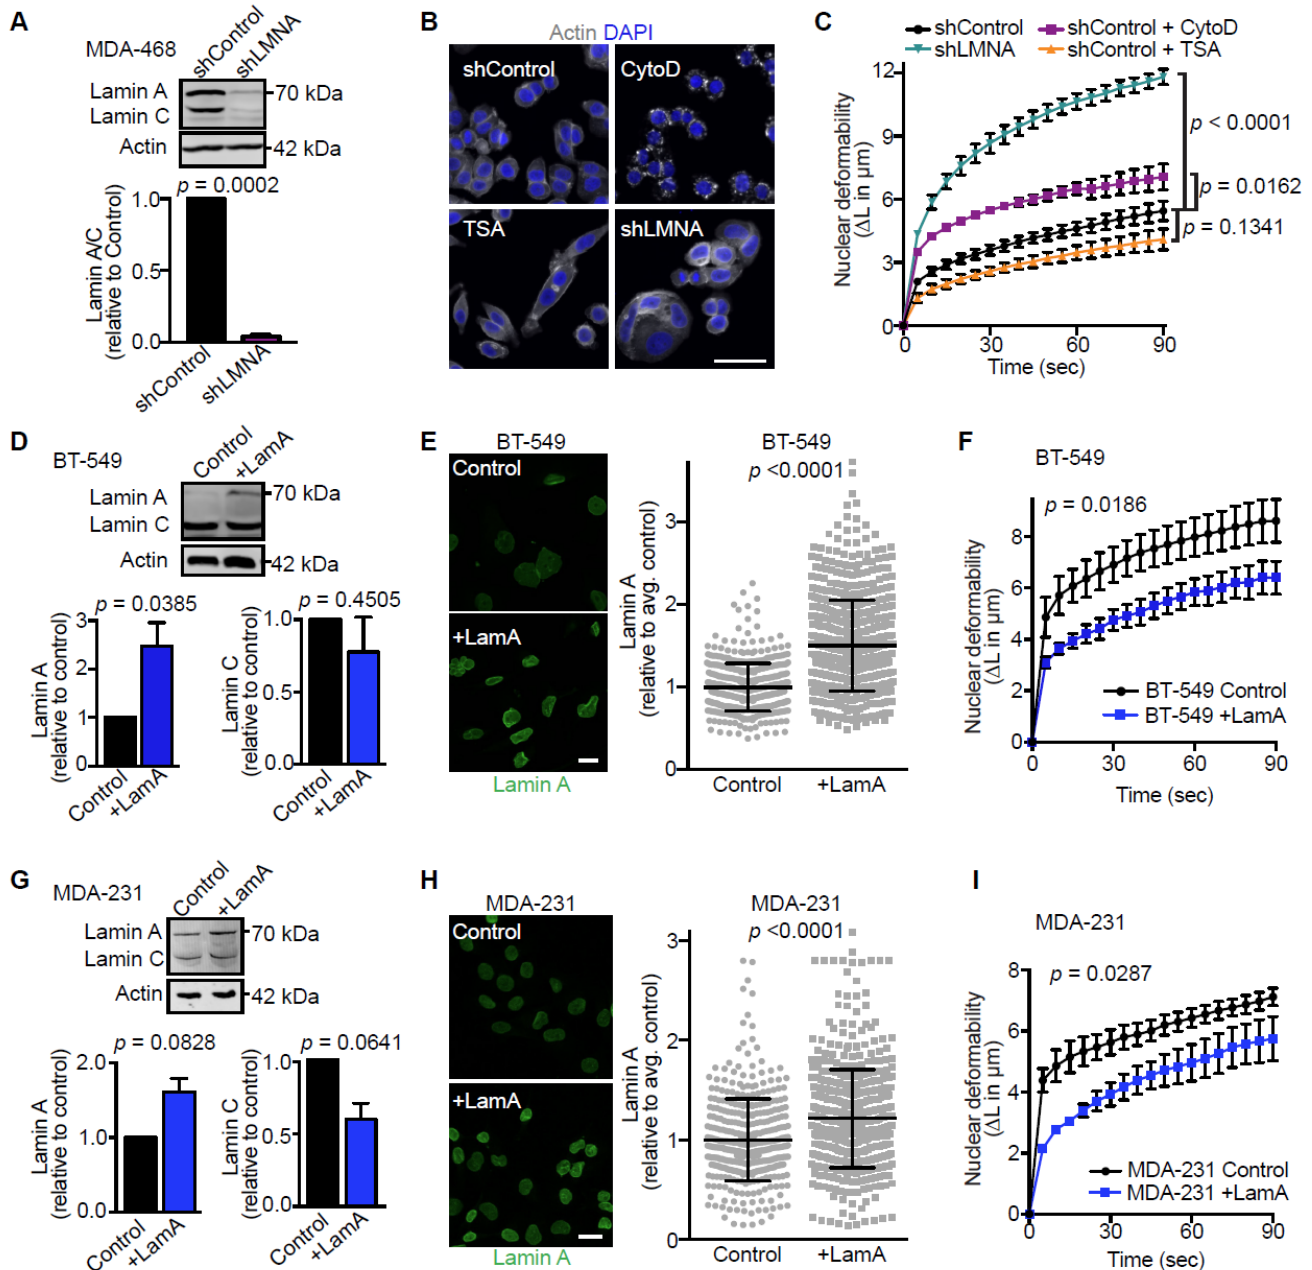 A
MDA-468
shControl
shLMNA
Lamin A
Lamin C
70 kDa
Actin
42 kDa
p = 0.0002
Lamin A/C
(relative to Control)
1.0
0.5
0.0
shControl
shLMNA
B
Actin DAPI
shControl
CytoD
TSA
shLMNA
C
shControl
shControl + CytoD
shLMNA
shControl + TSA
Nuclear deformability
(ΔL in µm)
12
9
6
3
0
0
30
60
90
Time (sec)
p < 0.0001
p = 0.0162
p = 0.1341
D
BT-549
Control
+LamA
Lamin A
Lamin C
70 kDa
Actin
42 kDa
p = 0.0385
Lamin A
(relative to control)
3
2
1
0
Control
+LamA
p = 0.4505
Lamin C
(relative to control)
1.0
0.5
0.0
Control
+LamA
E
BT-549
Control
+LamA
Lamin A
BT-549
p <0.0001
Lamin A
(relative to avg. control)
3
2
1
0
Control
+LamA
F
BT-549
p = 0.0186
Nuclear deformability
(ΔL in µm)
8
6
4
2
0
BT-549 Control
BT-549 +LamA
0
30
60
90
Time (sec)
G
MDA-231
Control
+LamA
Lamin A
Lamin C
70 kDa
Actin
42 kDa
p = 0.0828
Lamin A
(relative to control)
2.0
1.0
0.0
Control
+LamA
p = 0.0641
Lamin C
(relative to control)
1.0
0.5
0.0
Control
+LamA
H
MDA-231
Control
+LamA
Lamin A
MDA-231
p <0.0001
Lamin A
(relative to avg. control)
3
2
1
0
Control
+LamA
I
MDA-231
p = 0.0287
Nuclear deformability
(ΔL in µm)
8
6
4
2
0
MDA-231 Control
MDA-231 +LamA
0
30
60
90
Time (sec)